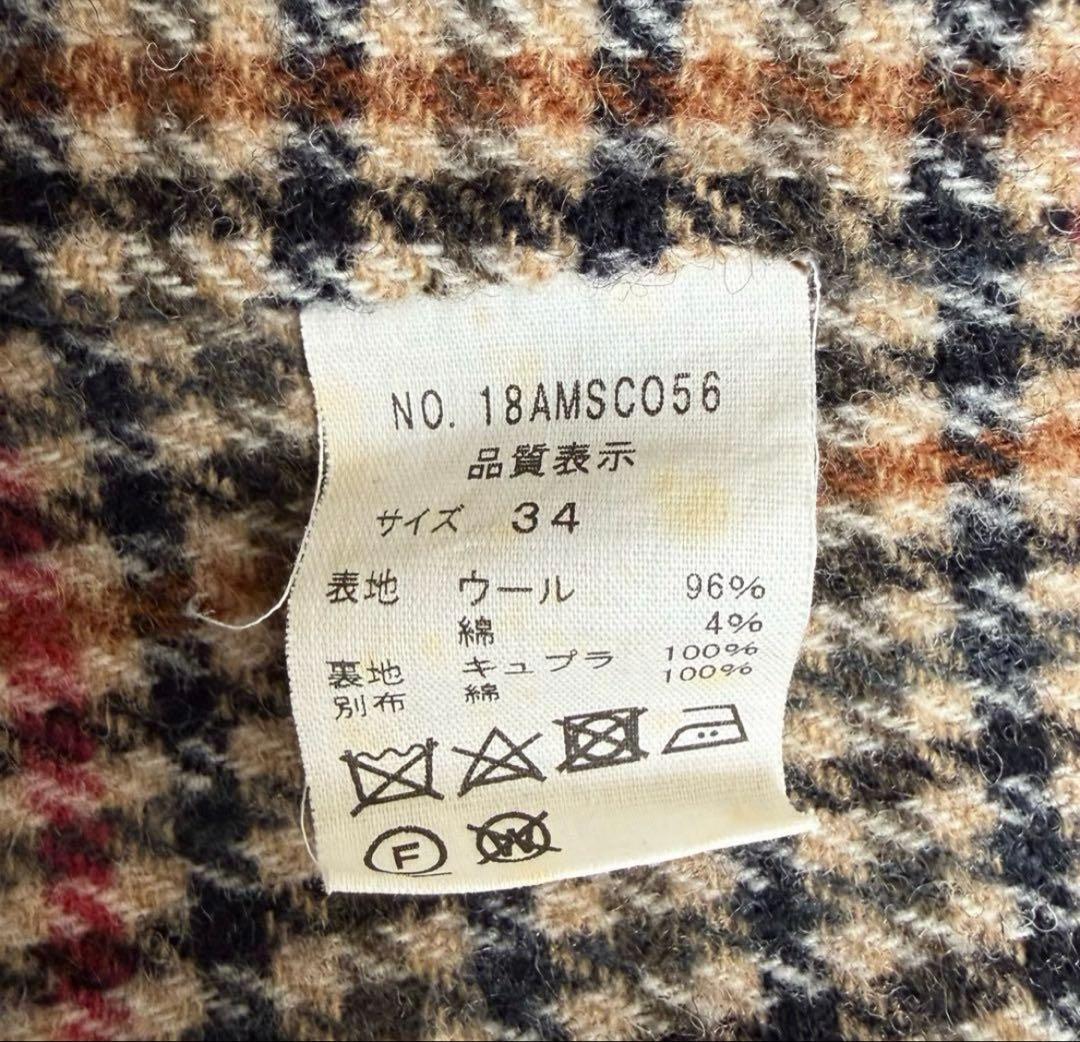 NO. 18AMSCO56
品質表示
サイズ 34
表地 ウール 96%
綿 4%
裏地 キュプラ 100%
別布 綿 100%
F
W